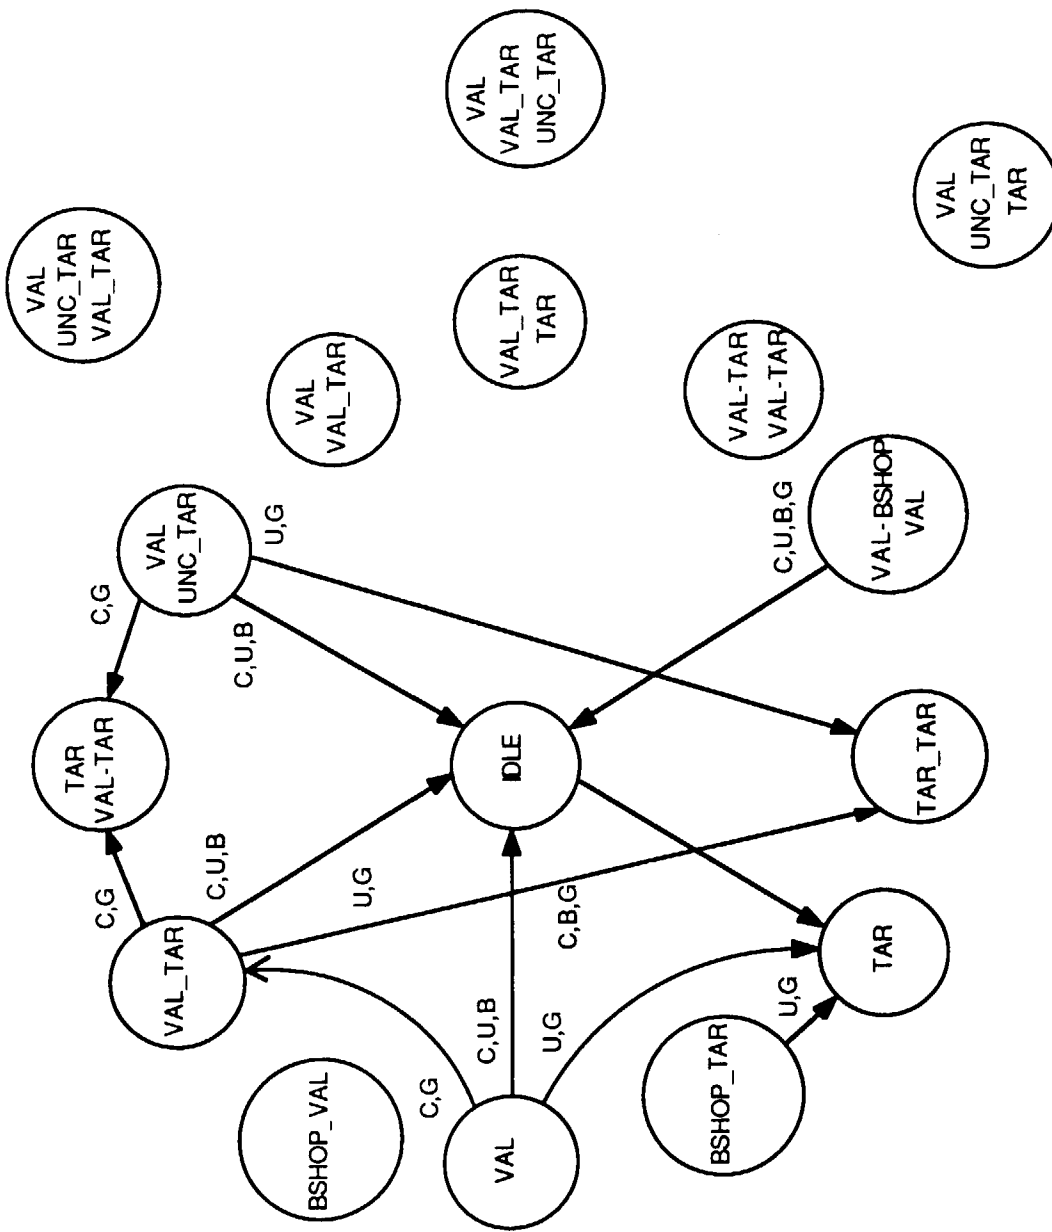 BSHOP_VAL
VAL_TAR
TAR
VAL-TAR
VAL
UNC_TAR
VAL
UNC_TAR
VAL_TAR
VAL
VAL_TAR
VAL
VAL_TAR
UNC_TAR
VAL_TAR
TAR
VAL
UNC_TAR
TAR
VAL-TAR
VAL-TAR
VAL-BSHOP
VAL
IDLE
TAR_TAR
TAR
BSHOP_TAR
VAL
C,G
C,U,B
U,G
C,G
C,U,B
U,G
C,G
C,U,B
U,G
C,B,G
U,G
C,U,B,G